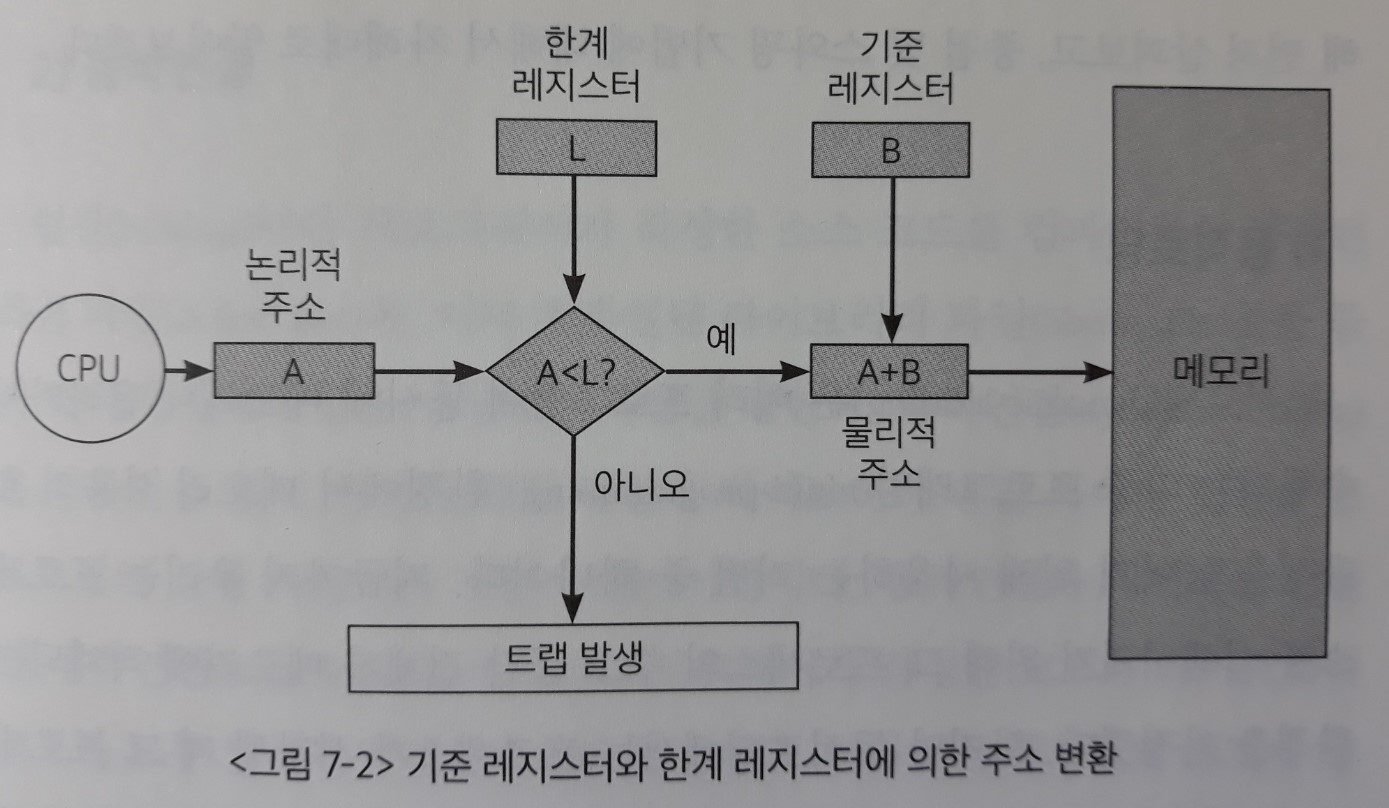 한계
레지스터
기준
레지스터
L
B
논리적
주소
CPU
A
A<L?
예
A+B
메모리
물리적
주소
아니오
트랩 발생
<그림 7-2> 기준 레지스터와 한계 레지스터에 의한 주소 변환